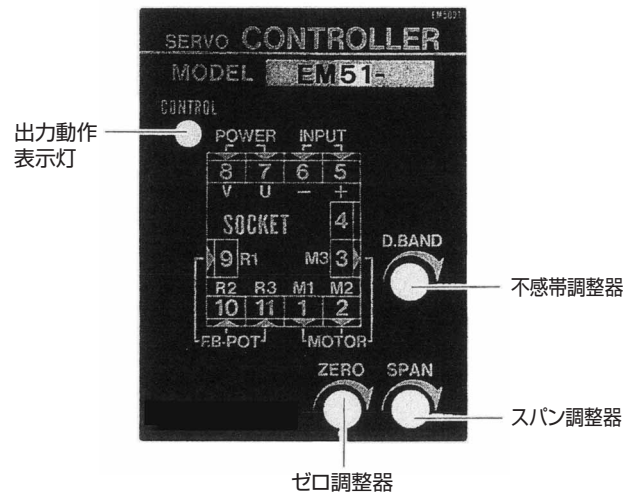 SERVO CONTROLLER
MODEL EM51-
CONTROL
出力動作
表示灯
POWER INPUT
8 7 6 5
V U − +
SOCKET
4
D.BAND
9 R1 M3 3
不感帯調整器
R2 R3 M1 M2
10 11 1 2
F.B-POT MOTOR
ZERO SPAN
スパン調整器
ゼロ調整器